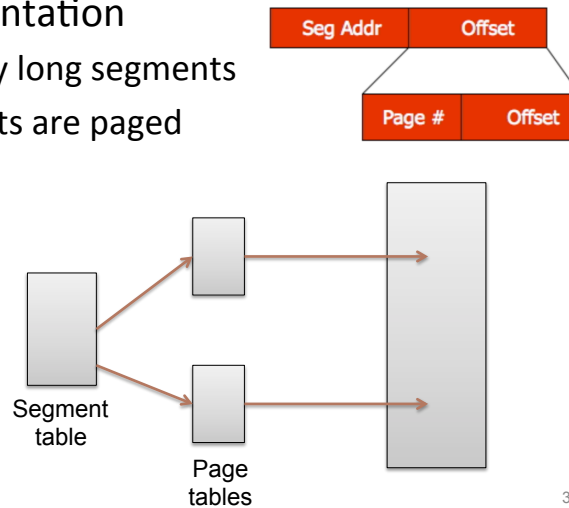 ntation
y long segments
ts are paged
Seg Addr Offset
Page # Offset
Segment
table
Page
tables
3